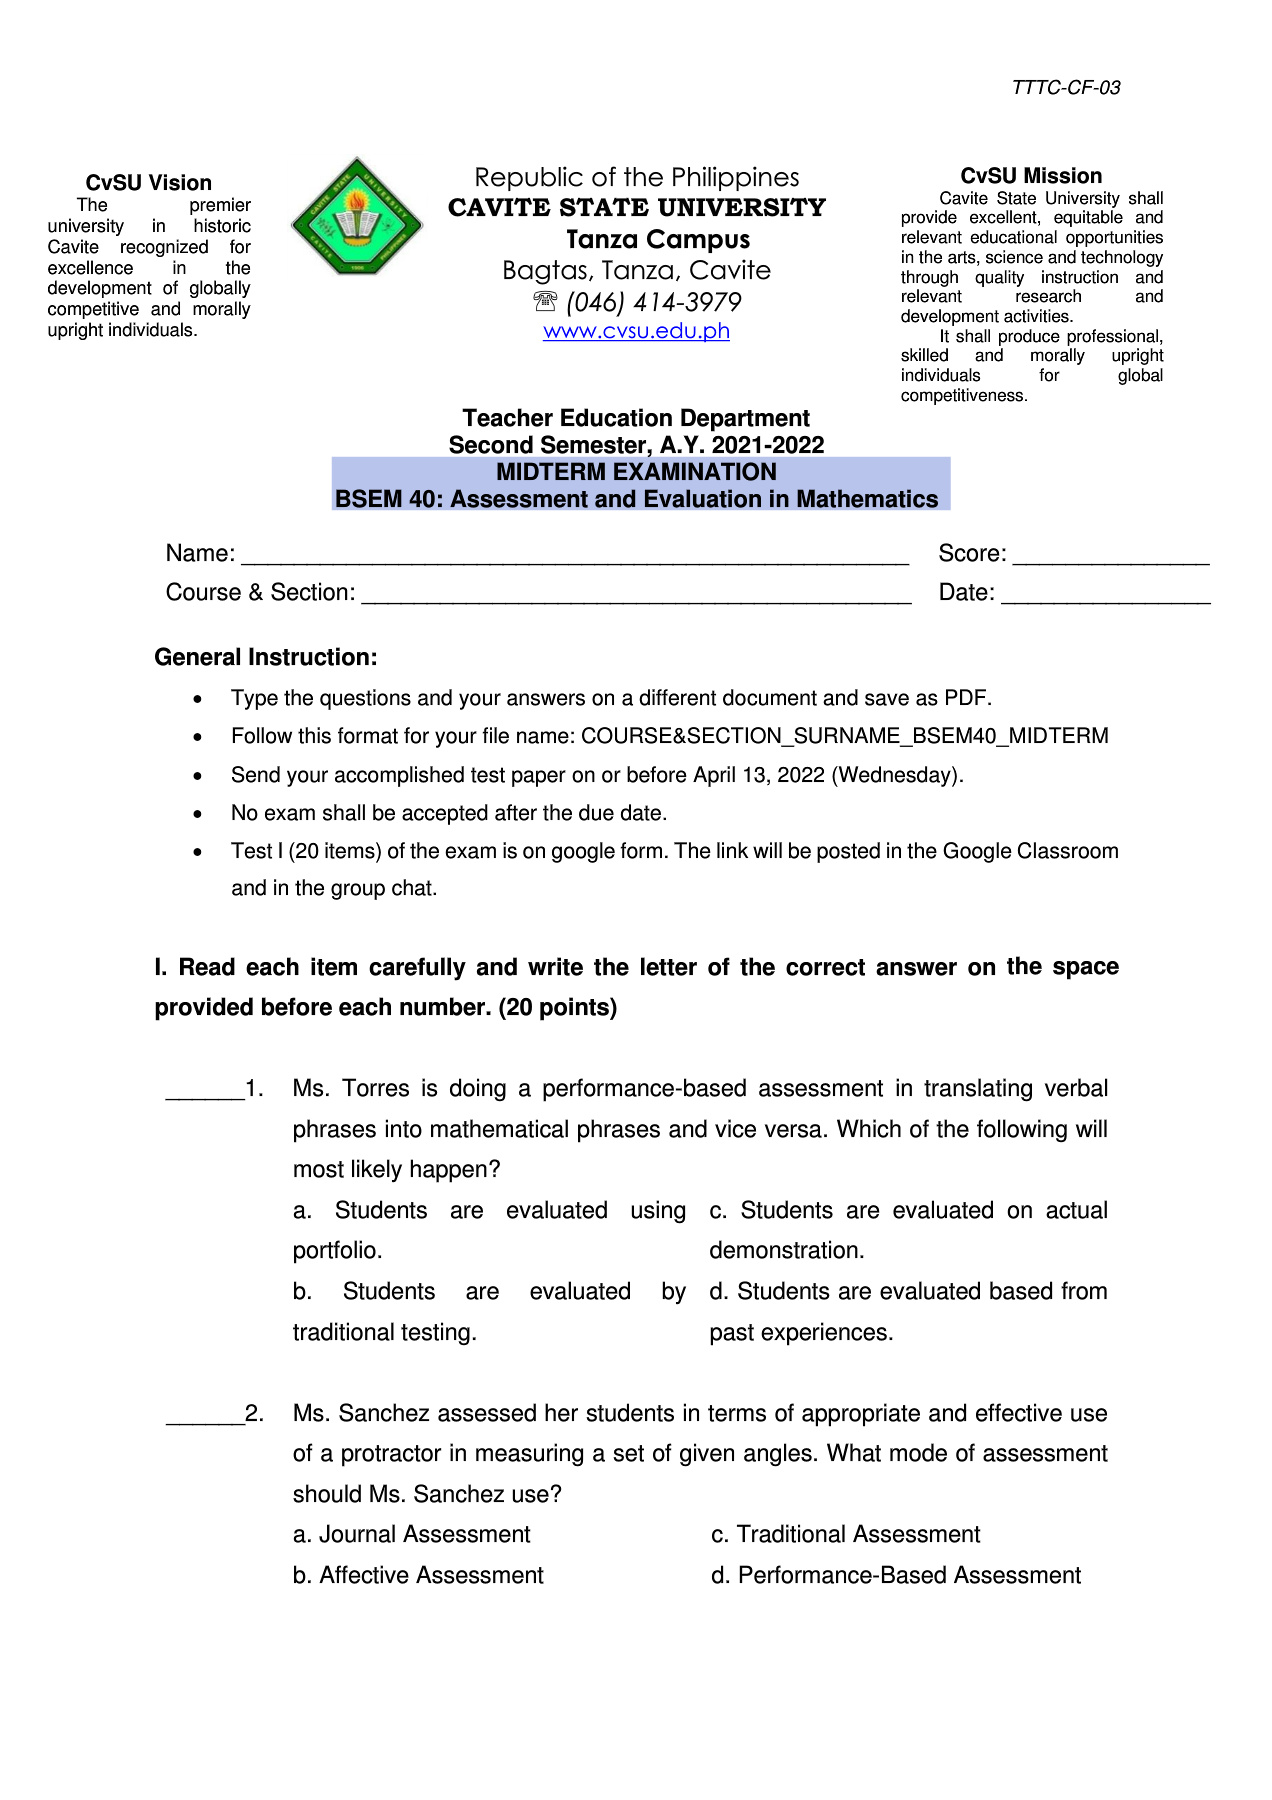 TTTC-CF-03
CvSU Vision
The premier
university in historic
Cavite recognized for
excellence in the
development of globally
competitive and morally
upright individuals.
CAVITE STATE UNIVERSITY
CAVITE
PHILIPPINES
Republic of the Philippines
CAVITE STATE UNIVERSITY
Tanza Campus
Bagtas, Tanza, Cavite
☏ (046) 414-3979
www.cvsu.edu.ph
CvSU Mission
Cavite State University shall
provide excellent, equitable and
relevant educational opportunities
in the arts, science and technology
through quality instruction and
relevant research and
development activities.
It shall produce professional,
skilled and morally upright
individuals for global
competitiveness.
Teacher Education Department
Second Semester, A.Y. 2021-2022
MIDTERM EXAMINATION
BSEM 40: Assessment and Evaluation in Mathematics
Name: ______________________ Score: ______________
Course & Section: ______________________ Date: ______________
General Instruction:
• Type the questions and your answers on a different document and save as PDF.
• Follow this format for your file name: COURSE&SECTION_SURNAME_BSEM40_MIDTERM
• Send your accomplished test paper on or before April 13, 2022 (Wednesday).
• No exam shall be accepted after the due date.
• Test I (20 items) of the exam is on google form. The link will be posted in the Google Classroom
and in the group chat.
I. Read each item carefully and write the letter of the correct answer on the space
provided before each number. (20 points)
______1. Ms. Torres is doing a performance-based assessment in translating verbal
phrases into mathematical phrases and vice versa. Which of the following will
most likely happen?
a. Students are evaluated using
portfolio.
b. Students are evaluated by
traditional testing.
c. Students are evaluated on actual
demonstration.
d. Students are evaluated based from
past experiences.
______2. Ms. Sanchez assessed her students in terms of appropriate and effective use
of a protractor in measuring a set of given angles. What mode of assessment
should Ms. Sanchez use?
a. Journal Assessment
b. Affective Assessment
c. Traditional Assessment
d. Performance-Based Assessment